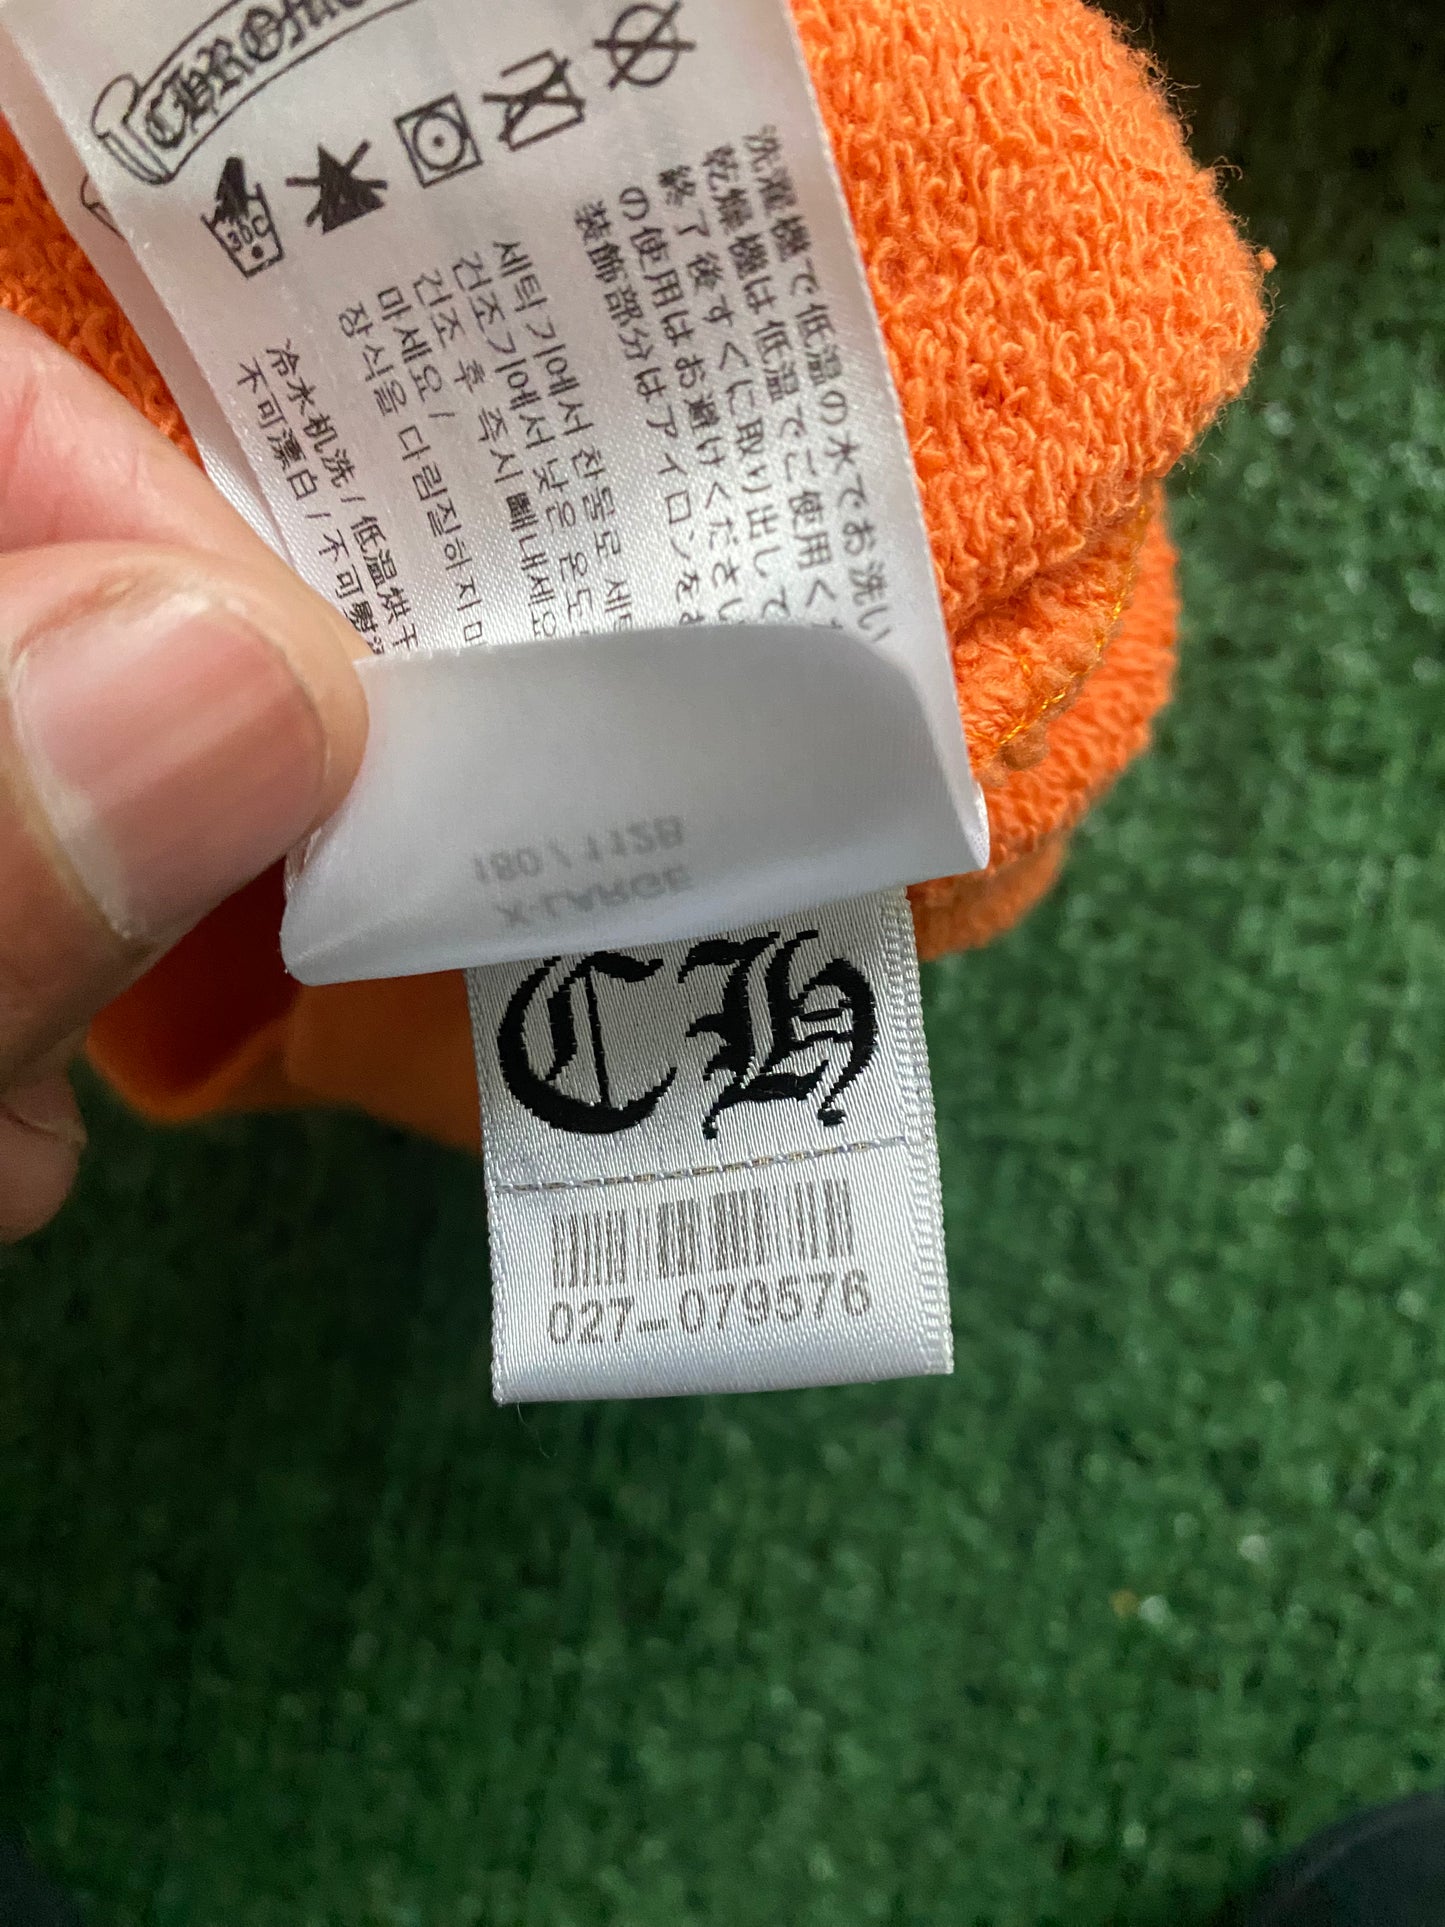 洗濯機で低温の水でお洗い
乾燥機は低温でご使用く
終了後すぐに取り出して
の使用はお避けくださ
装飾部分はアイロンを
세탁기에서 찬물로 세
건조기에서 낮은 온도
건조 후 즉시 빼내세요
마세요 /
장식을 다림질하지
冷水机洗 / 低温烘干
不可漂白 / 不可
X-LARGE
180 / 112B
CH
027-079576